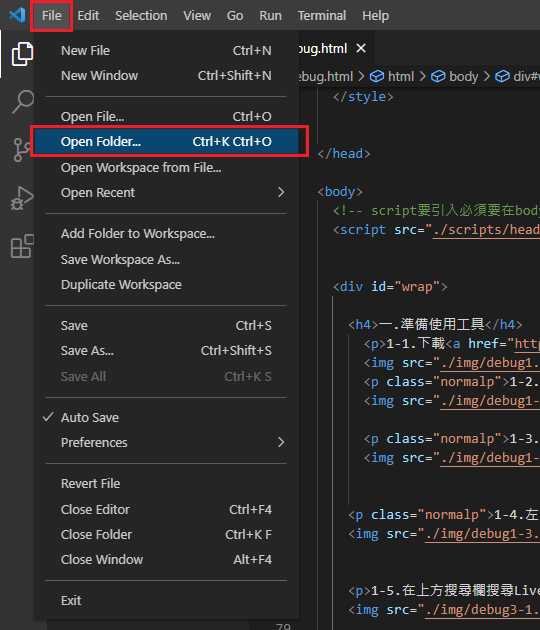 File Edit Selection View Go Run Terminal Help
New File Ctrl+N
New Window Ctrl+Shift+N
Open File... Ctrl+O
Open Folder... Ctrl+K Ctrl+O
Open Workspace from File...
Open Recent
Add Folder to Workspace...
Save Workspace As...
Duplicate Workspace
Save Ctrl+S
Save As... Ctrl+Shift+S
Save All Ctrl+K S
Auto Save
Preferences
Revert File
Close Editor Ctrl+F4
Close Folder Ctrl+K F
Close Window Alt+F4
Exit
bug.html
ebug.html > html > body > div#w
</style>
</head>
<body>
<!-- script要引入必須要在body
<script src="./scripts/head
<div id="wrap">
<h4>一.準備使用工具</h4>
<p>1-1.下載<a href="http
<img src="./img/debug1.
<p class="normalp">1-2.
<img src="./img/debug1-
<p class="normalp">1-3.
<img src="./img/debug1-
<p class="normalp">1-4.左
<img src="./img/debug1-3.
<p>1-5.在上方搜尋欄搜尋Live
<img src="./img/debug3-1.
79